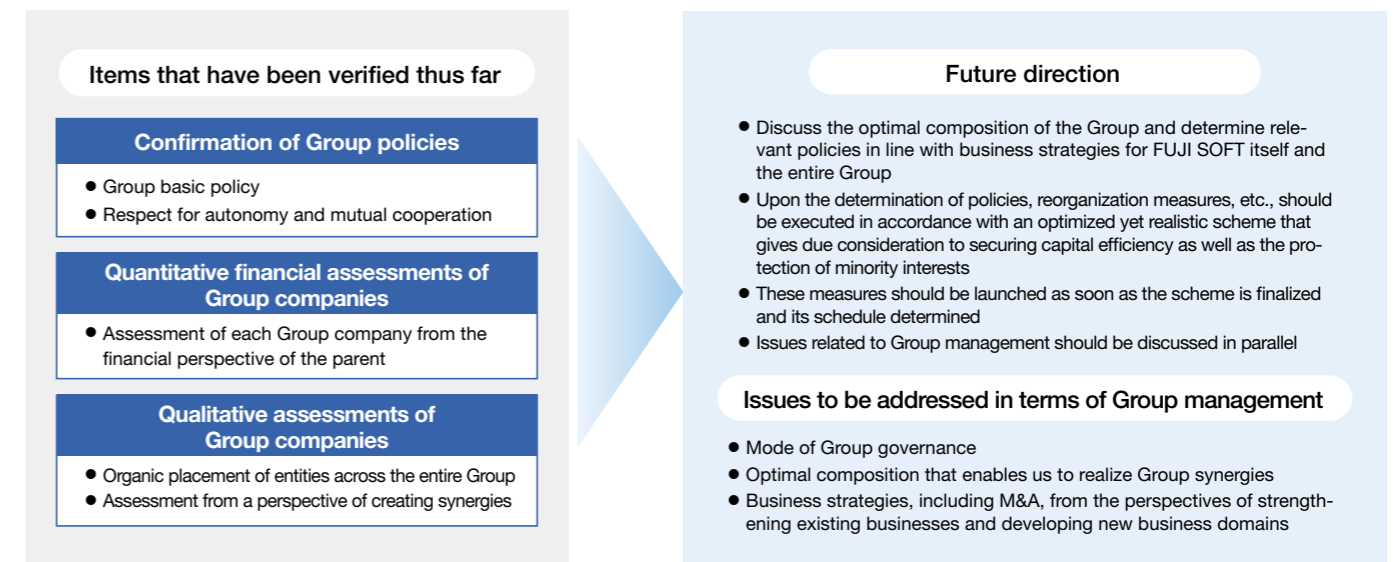 Items that have been verified thus far
Confirmation of Group policies
● Group basic policy
● Respect for autonomy and mutual cooperation
Quantitative financial assessments of
Group companies
● Assessment of each Group company from the
financial perspective of the parent
Qualitative assessments of
Group companies
● Organic placement of entities across the entire Group
● Assessment from a perspective of creating synergies
Future direction
● Discuss the optimal composition of the Group and determine rele-
vant policies in line with business strategies for FUJI SOFT itself and
the entire Group
● Upon the determination of policies, reorganization measures, etc., should
be executed in accordance with an optimized yet realistic scheme that
gives due consideration to securing capital efficiency as well as the pro-
tection of minority interests
● These measures should be launched as soon as the scheme is finalized
and its schedule determined
● Issues related to Group management should be discussed in parallel
Issues to be addressed in terms of Group management
● Mode of Group governance
● Optimal composition that enables us to realize Group synergies
● Business strategies, including M&A, from the perspectives of strength-
ening existing businesses and developing new business domains